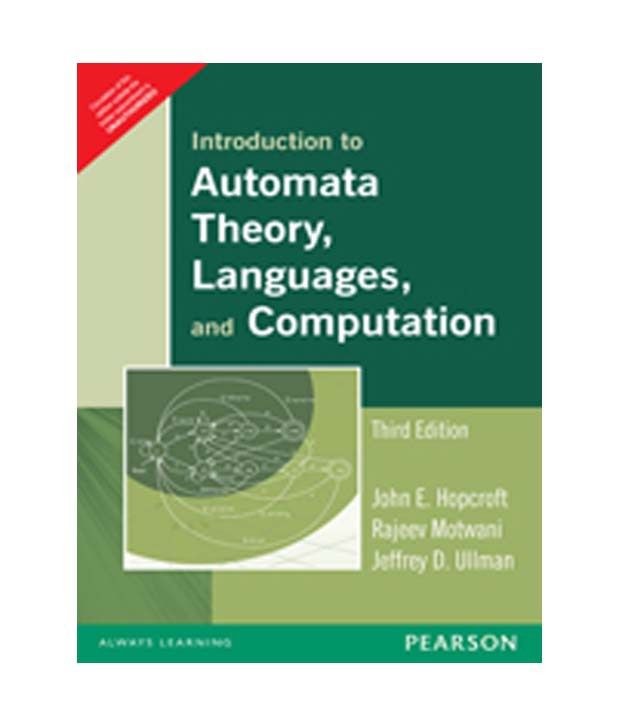 Introduction to
Automata
Theory,
Languages,
and Computation
Third Edition
John E. Hopcroft
Rajeev Motwani
Jeffrey D. Ullman
ALWAYS LEARNING
PEARSON